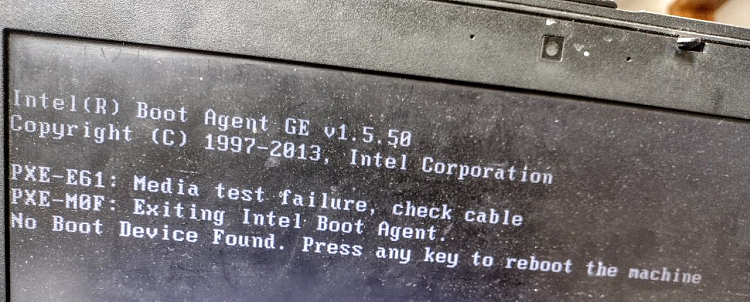 Intel(R) Boot Agent GE v1.5.50
Copyright (C) 1997-2013, Intel Corporation
PXE-E61: Media test failure, check cable
PXE-M0F: Exiting Intel Boot Agent.
No Boot Device Found. Press any key to reboot the machine